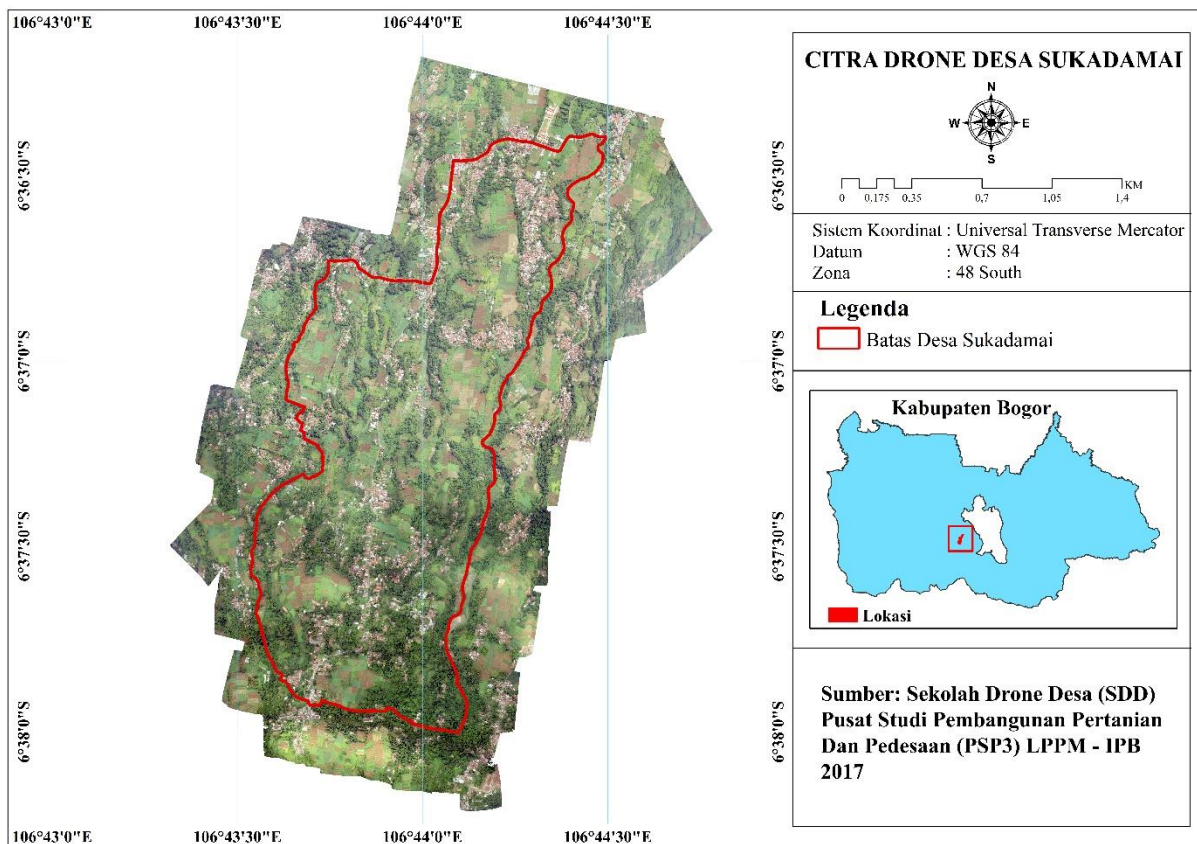 106°43'0"E
106°43'30"E
106°44'0"E
106°44'30"E
6°36'30"S
6°37'0"S
6°37'30"S
6°38'0"S
6°36'30"S
6°37'0"S
6°37'30"S
6°38'0"S
106°43'0"E
106°43'30"E
106°44'0"E
106°44'30"E
CITRA DRONE DESA SUKADAMAI
N
W E
S
KM
0 0,175 0,35 0,7 1,05 1,4
Sistem Koordinat : Universal Transverse Mercator
Datum : WGS 84
Zona : 48 South
Legenda
Batas Desa Sukadamai
Kabupaten Bogor
Lokasi
Sumber: Sekolah Drone Desa (SDD)
Pusat Studi Pembangunan Pertanian
Dan Pedesaan (PSP3) LPPM - IPB
2017